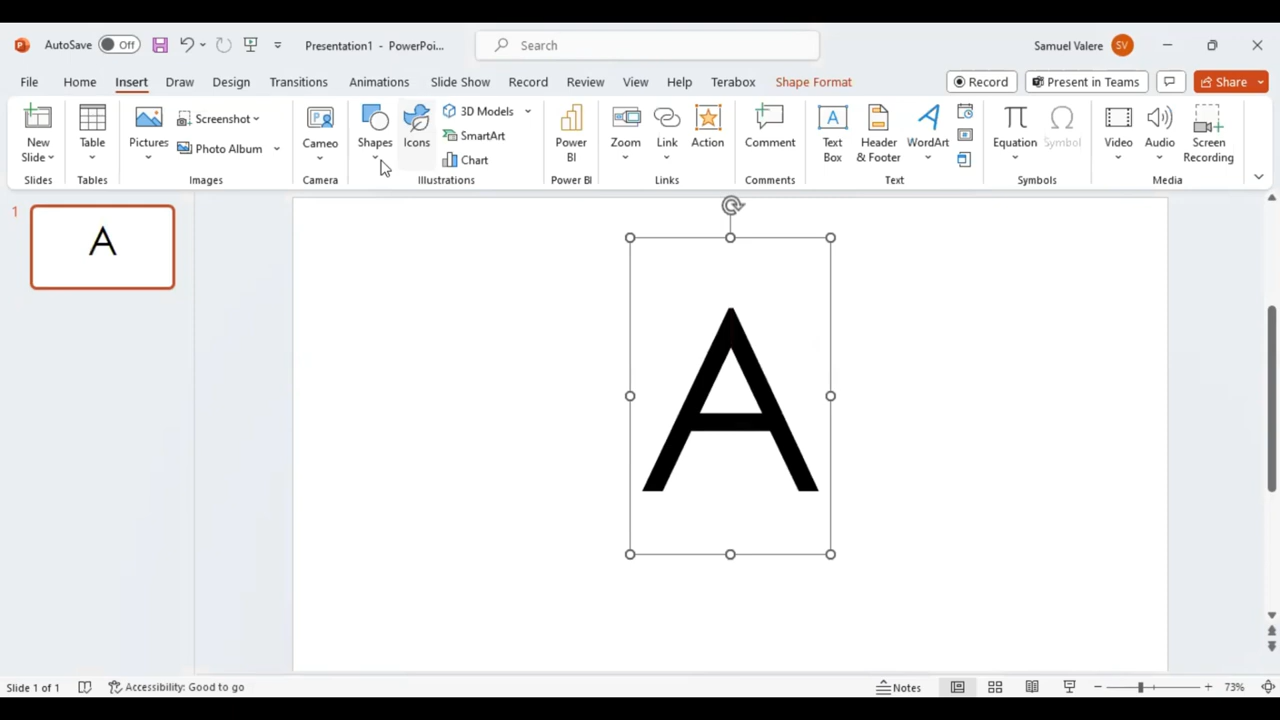 AutoSave Off Presentation1 - PowerPoi... Search Samuel Valere SV
File Home Insert Draw Design Transitions Animations Slide Show Record Review View Help Terabox Shape Format Record Present in Teams Share
New Slide
Table
Pictures
Screenshot
Photo Album
Cameo
Shapes
Icons
3D Models
SmartArt
Chart
Power BI
Zoom
Link
Action
Comment
Text Box
Header & Footer
WordArt
Equation
Symbol
Video
Audio
Screen Recording
Slides Tables Images Camera Illustrations Power BI Links Comments Text Symbols Media
1
A
A
Slide 1 of 1 Accessibility: Good to go Notes 73%